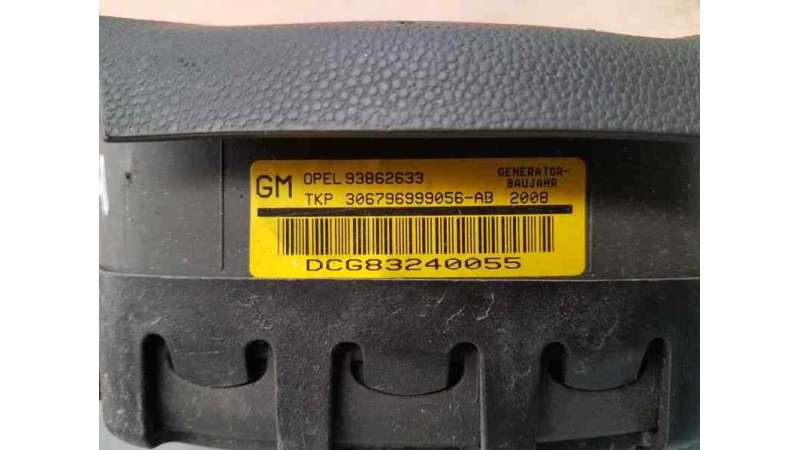 GM OPEL 93862633 GENERATOR-
BAUJAHR
TKP 306796999056-AB 2008
DCG83240055